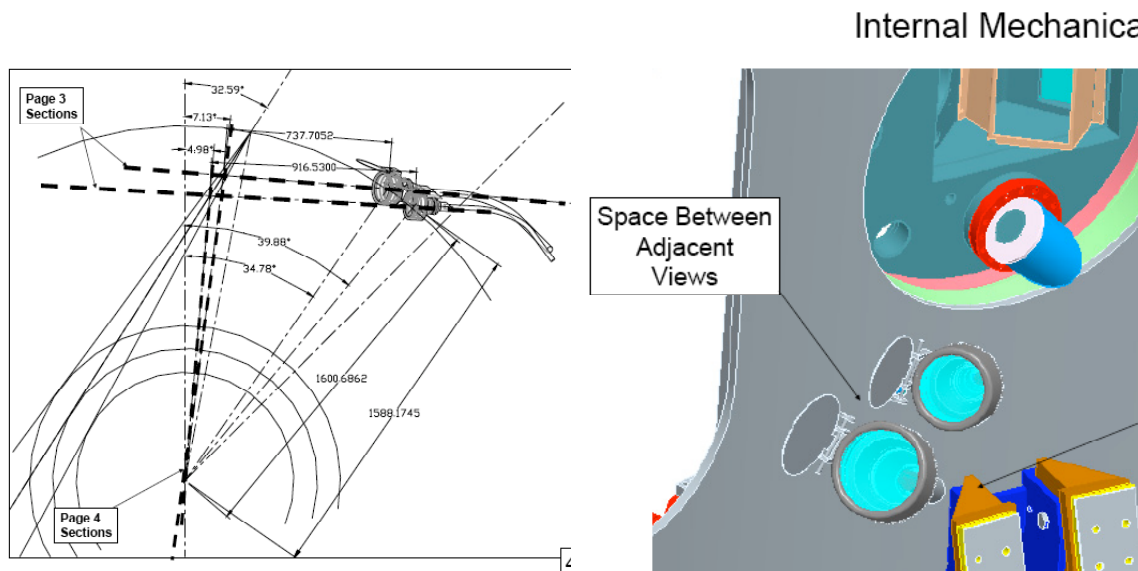 Internal Mechanica
Page 3
Sections
32.59°
7.13°
737.7052
4.98°
916.5300
39.88°
34.78°
1600.6862
1588.1745
Page 4
Sections
4
Space Between
Adjacent
Views